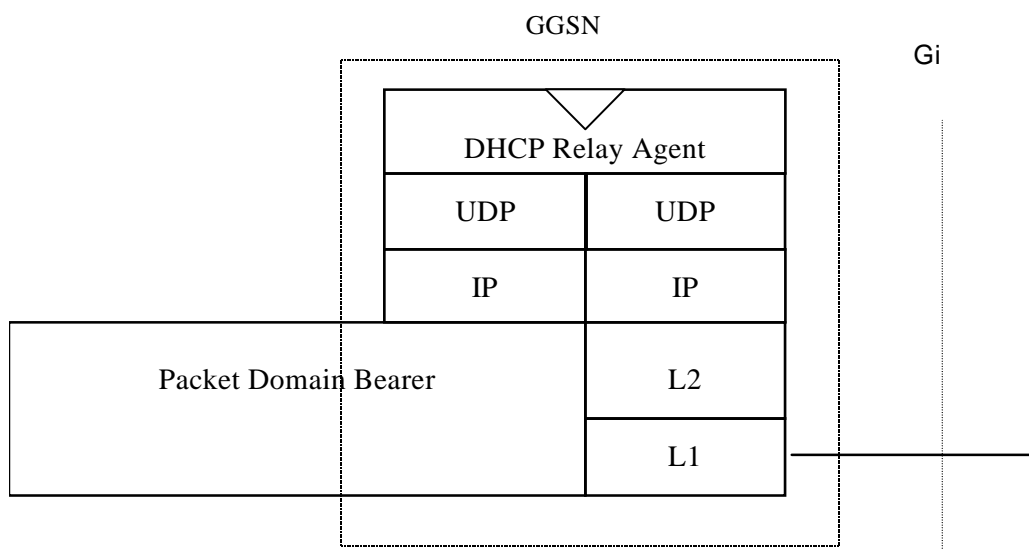 GGSN
Gi
DHCP Relay Agent
UDP
UDP
IP
IP
Packet Domain Bearer
L2
L1